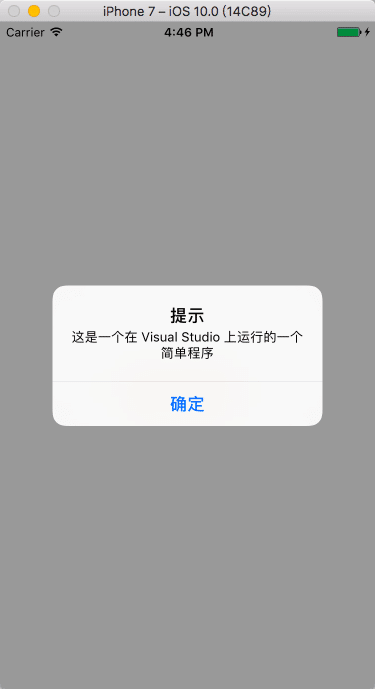 iPhone 7 – iOS 10.0 (14C89)
Carrier 4:46 PM
提示
这是一个在 Visual Studio 上运行的一个
简单程序
确定